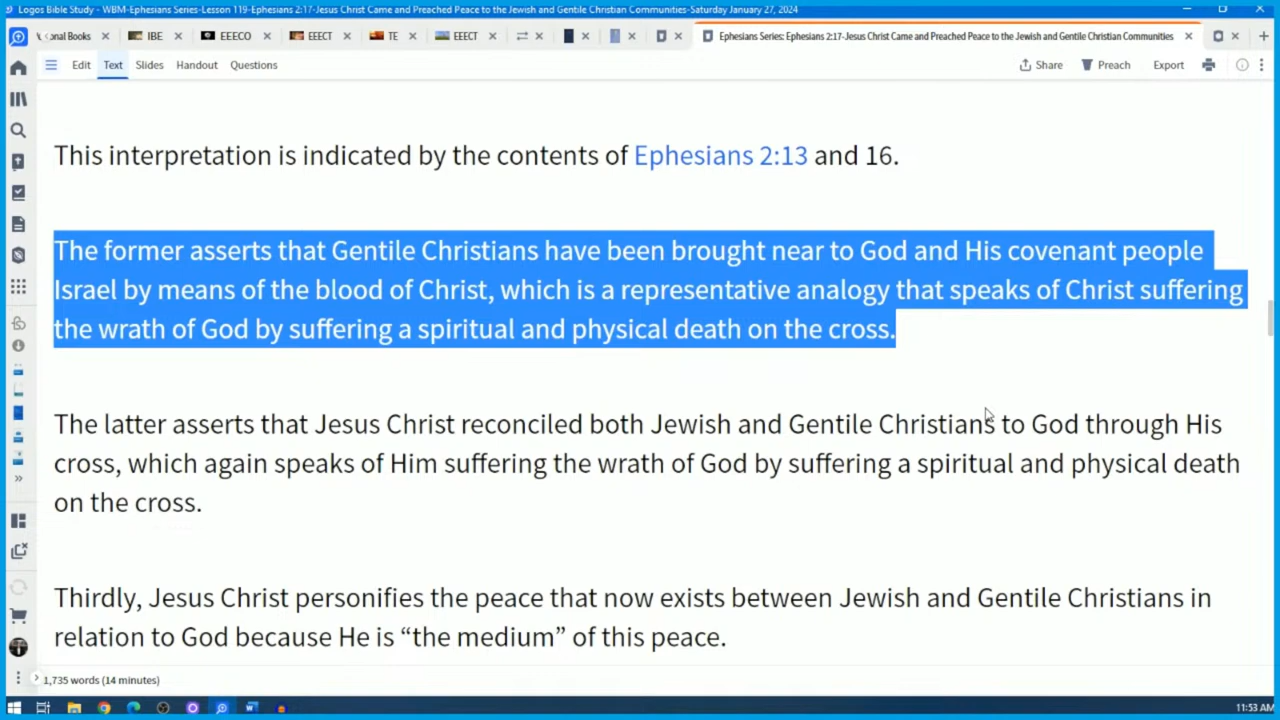 Logos Bible Study - WBM-Ephesians Series-Lesson 119-Ephesians 2:17-Jesus Christ Came and Preached Peace to the Jewish and Gentile Christian Communities-Saturday January 27, 2024
onal Books IBE EEECO EEECT TE EEECT Ephesians Series: Ephesians 2:17-Jesus Christ Came and Preached Peace to the Jewish and Gentile Christian Communities
Edit Text Slides Handout Questions Share Preach Export
This interpretation is indicated by the contents of Ephesians 2:13 and 16.
The former asserts that Gentile Christians have been brought near to God and His covenant people
Israel by means of the blood of Christ, which is a representative analogy that speaks of Christ suffering
the wrath of God by suffering a spiritual and physical death on the cross.
The latter asserts that Jesus Christ reconciled both Jewish and Gentile Christians to God through His
cross, which again speaks of Him suffering the wrath of God by suffering a spiritual and physical death
on the cross.
Thirdly, Jesus Christ personifies the peace that now exists between Jewish and Gentile Christians in
relation to God because He is “the medium” of this peace.
1,735 words (14 minutes)
11:53 AM